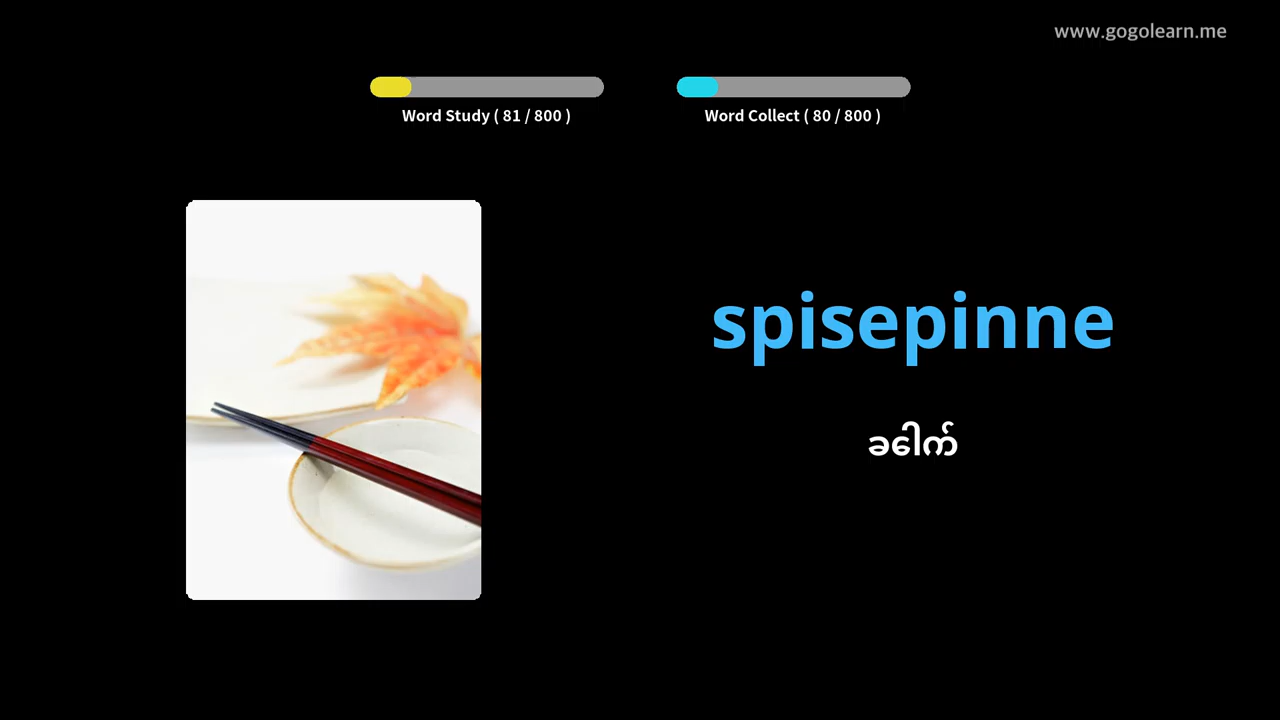 www.gogolearn.me
Word Study ( 81 / 800 )
Word Collect ( 80 / 800 )
spisepinne
ခေါက်